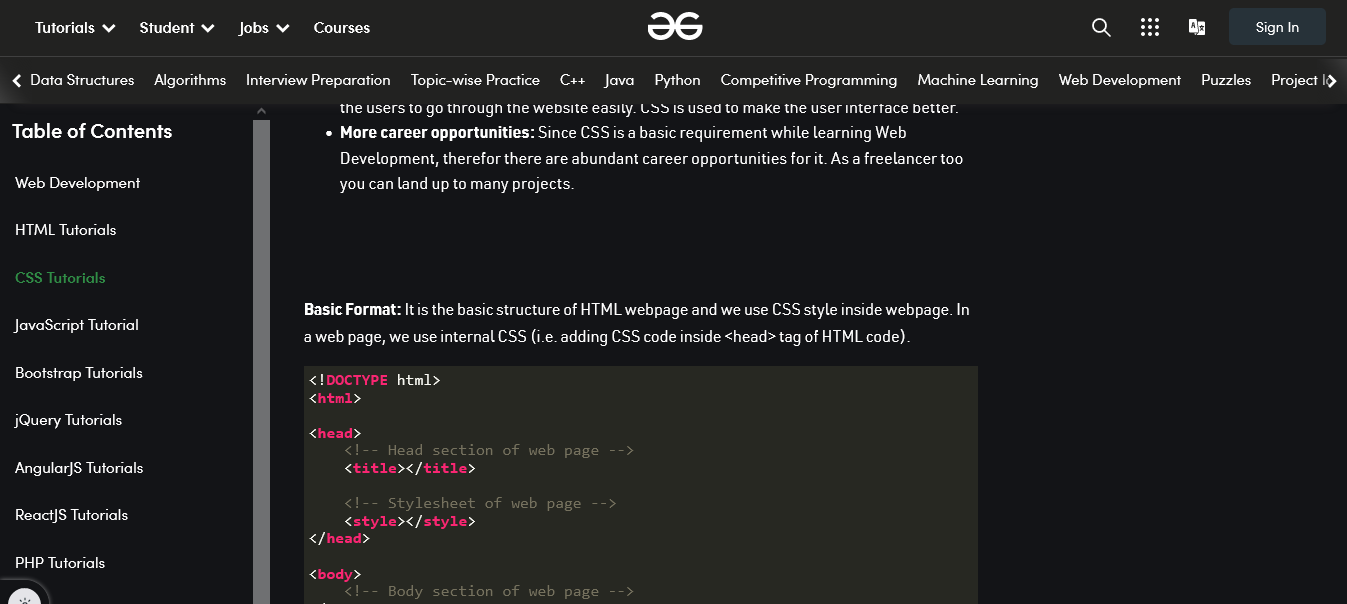 Tutorials Student Jobs Courses Sign In
Data Structures Algorithms Interview Preparation Topic-wise Practice C++ Java Python Competitive Programming Machine Learning Web Development Puzzles Project
Table of Contents
Web Development
HTML Tutorials
CSS Tutorials
JavaScript Tutorial
Bootstrap Tutorials
jQuery Tutorials
AngularJS Tutorials
ReactJS Tutorials
PHP Tutorials
the users to go through the website easily. CSS is used to make the user interface better.
• More career opportunities: Since CSS is a basic requirement while learning Web
Development, therefor there are abundant career opportunities for it. As a freelancer too
you can land up to many projects.
Basic Format: It is the basic structure of HTML webpage and we use CSS style inside webpage. In
a web page, we use internal CSS (i.e. adding CSS code inside <head> tag of HTML code).
<!DOCTYPE html>
<html>
<head>
<!-- Head section of web page -->
<title></title>
<!-- Stylesheet of web page -->
<style></style>
</head>
<body>
<!-- Body section of web page -->